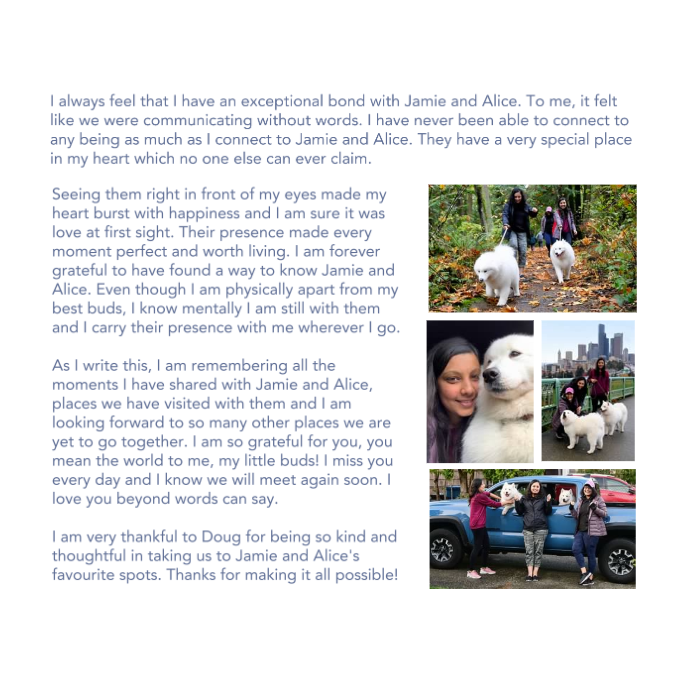 I always feel that I have an exceptional bond with Jamie and Alice. To me, it felt
like we were communicating without words. I have never been able to connect to
any being as much as I connect to Jamie and Alice. They have a very special place
in my heart which no one else can ever claim.
Seeing them right in front of my eyes made my
heart burst with happiness and I am sure it was
love at first sight. Their presence made every
moment perfect and worth living. I am forever
grateful to have found a way to know Jamie and
Alice. Even though I am physically apart from my
best buds, I know mentally I am still with them
and I carry their presence with me wherever I go.
As I write this, I am remembering all the
moments I have shared with Jamie and Alice,
places we have visited with them and I am
looking forward to so many other places we are
yet to go together. I am so grateful for you, you
mean the world to me, my little buds! I miss you
every day and I know we will meet again soon. I
love you beyond words can say.
I am very thankful to Doug for being so kind and
thoughtful in taking us to Jamie and Alice's
favourite spots. Thanks for making it all possible!